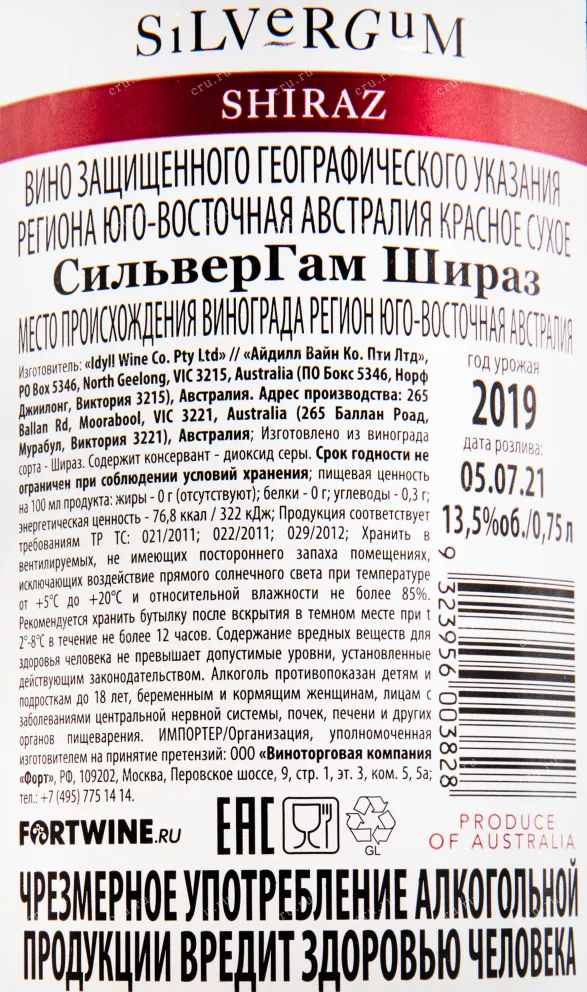 SiLVeRGuM
SHIRAZ
ВИНО ЗАЩИЩЕННОГО ГЕОГРАФИЧЕСКОГО УКАЗАНИЯ
РЕГИОНА ЮГО-ВОСТОЧНАЯ АВСТРАЛИЯ КРАСНОЕ СУХОЕ
СильверГам Шираз
МЕСТО ПРОИСХОЖДЕНИЯ ВИНОГРАДА РЕГИОН ЮГО-ВОСТОЧНАЯ АВСТРАЛИЯ
Изготовитель: «Idyll Wine Co. Pty Ltd» // «Айдилл Вайн Ко. Пти Лтд»,
PO Box 5346, North Geelong, VIC 3215, Australia (ПО Бокс 5346, Норф
Джиилонг, Виктория 3215), Австралия. Адрес производства: 265
Ballan Rd, Moorabool, VIC 3221, Australia (265 Баллан Роад,
Мурабул, Виктория 3221), Австралия; Изготовлено из винограда
сорта - Шираз. Содержит консервант - диоксид серы. Срок годности не
ограничен при соблюдении условий хранения; пищевая ценность
на 100 мл продукта: жиры - 0 г (отсутствуют); белки - 0 г; углеводы - 0,3 г;
энергетическая ценность - 76,8 ккал / 322 кДж; Продукция соответствует
требованиям ТР ТС: 021/2011; 022/2011; 029/2012; Хранить в
вентилируемых, не имеющих постороннего запаха помещениях,
исключающих воздействие прямого солнечного света при температуре
от +5°С до +20°С и относительной влажности не более 85%.
Рекомендуется хранить бутылку после вскрытия в темном месте при t
2°-8°С в течение не более 12 часов. Содержание вредных веществ для
здоровья человека не превышает допустимые уровни, установленные
действующим законодательством. Алкоголь противопоказан детям и
подросткам до 18 лет, беременным и кормящим женщинам, лицам с
заболеваниями центральной нервной системы, почек, печени и других
органов пищеварения. ИМПОРТЕР/Организация, уполномоченная
изготовителем на принятие претензий: ООО «Виноторговая компания
«Форт», РФ, 109202, Москва, Перовское шоссе, 9, стр. 1, эт. 3, ком. 5, 5а;
тел.: +7 (495) 775 14 14.
год урожая
2019
дата розлива:
05.07.21
13,5%об./0,75 л
9 323956 003828
FORTWINE.RU
EAC
GL
PRODUCE
OF AUSTRALIA
ЧРЕЗМЕРНОЕ УПОТРЕБЛЕНИЕ АЛКОГОЛЬНОЙ
ПРОДУКЦИИ ВРЕДИТ ЗДОРОВЬЮ ЧЕЛОВЕКА